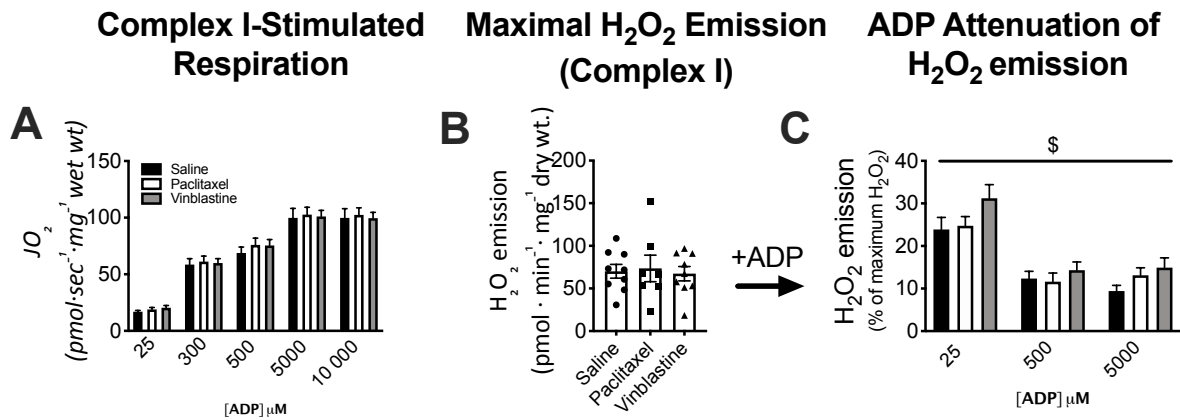 Complex I-Stimulated
Respiration
Maximal H₂O₂ Emission
(Complex I)
ADP Attenuation of
H₂O₂ emission
A
JO₂
(pmol·sec⁻¹·mg⁻¹ wet wt)
150
100
50
0
Saline
Paclitaxel
Vinblastine
25
300
500
5000
10 000
[ADP] μM
B
H₂O₂ emission
(pmol · min⁻¹ · mg⁻¹ dry wt.)
200
150
100
50
0
Saline
Paclitaxel
Vinblastine
+ADP
C
H₂O₂ emission
(% of maximum H₂O₂)
40
30
20
10
0
$
25
500
5000
[ADP] μM